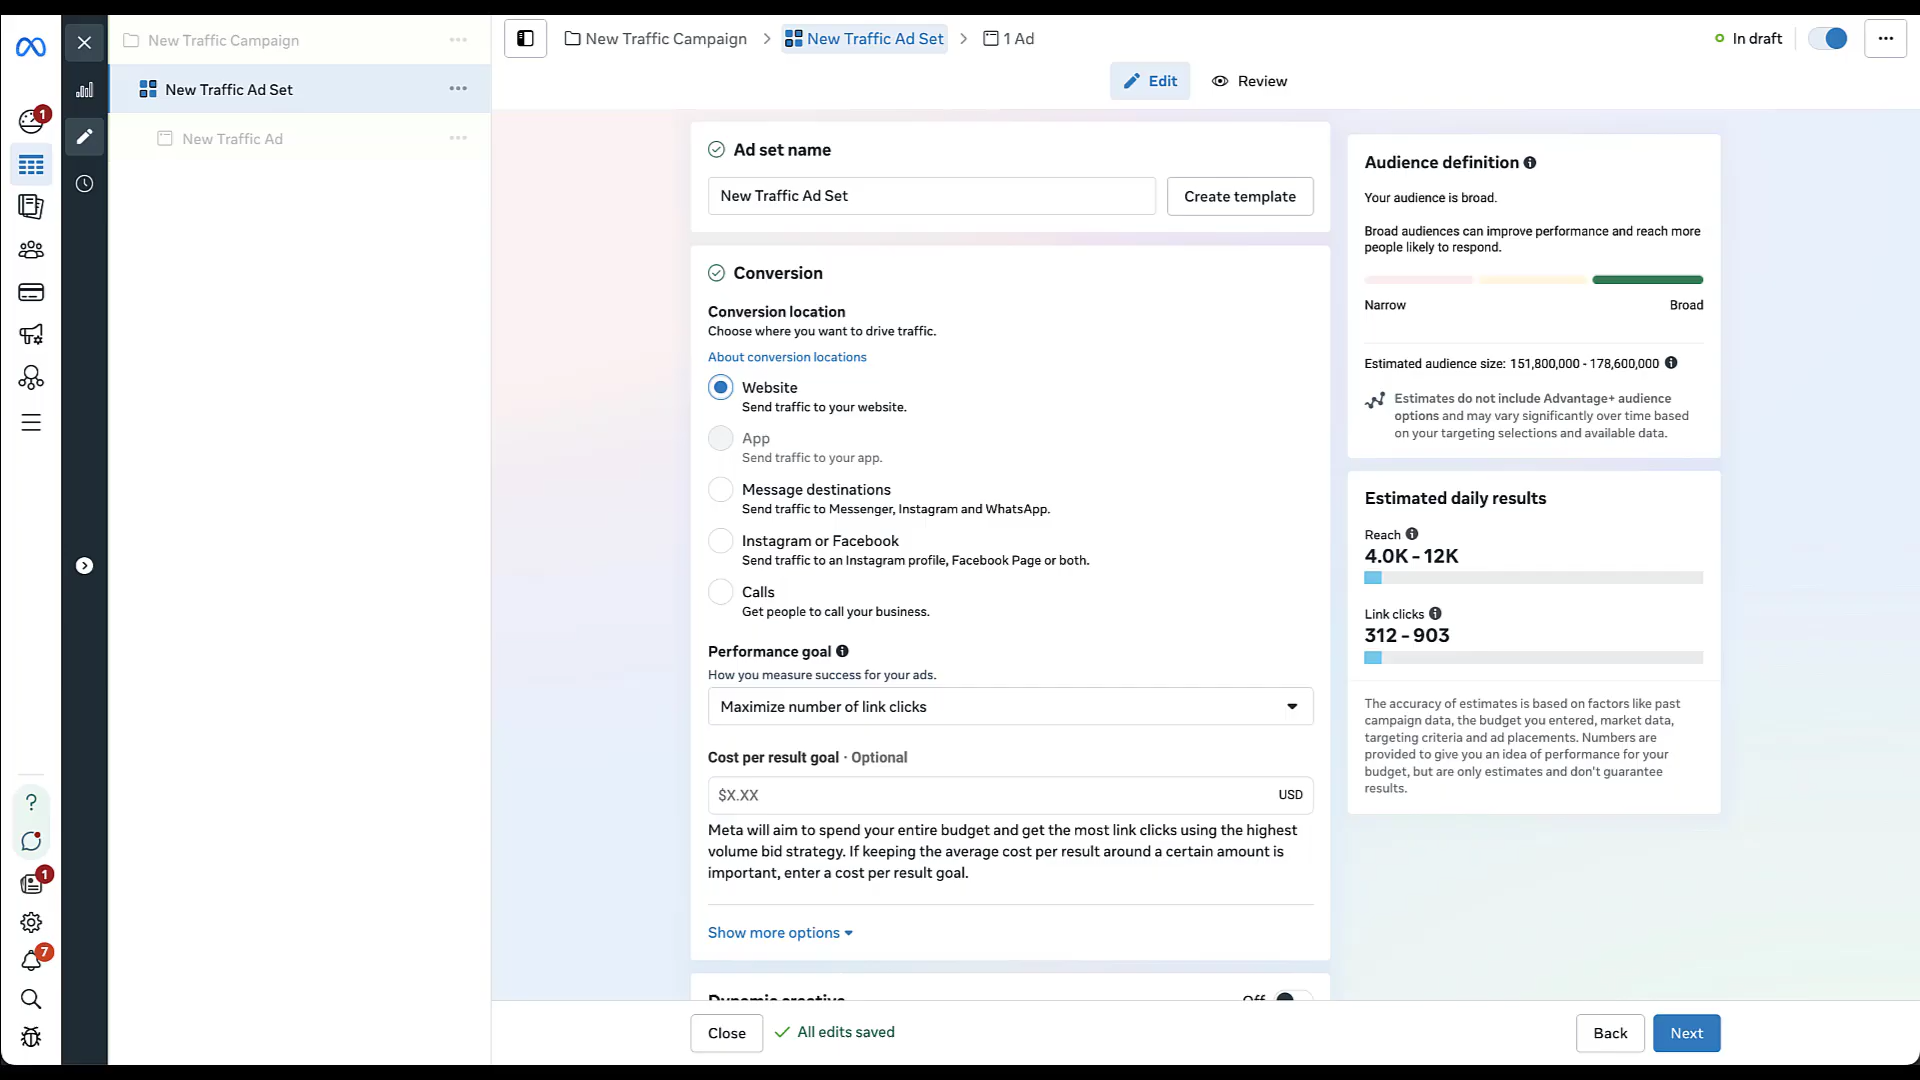 New Traffic Campaign
New Traffic Ad Set
New Traffic Ad
1
1
7
New Traffic Campaign
New Traffic Ad Set
1 Ad
In draft
Edit
Review
Ad set name
New Traffic Ad Set
Create template
Conversion
Conversion location
Choose where you want to drive traffic.
About conversion locations
Website
Send traffic to your website.
App
Send traffic to your app.
Message destinations
Send traffic to Messenger, Instagram and WhatsApp.
Instagram or Facebook
Send traffic to an Instagram profile, Facebook Page or both.
Calls
Get people to call your business.
Performance goal
How you measure success for your ads.
Maximize number of link clicks
Cost per result goal · Optional
$X.XX
USD
Meta will aim to spend your entire budget and get the most link clicks using the highest
volume bid strategy. If keeping the average cost per result around a certain amount is
important, enter a cost per result goal.
Show more options
Dynamic creative
Off
Audience definition
Your audience is broad.
Broad audiences can improve performance and reach more
people likely to respond.
Narrow
Broad
Estimated audience size: 151,800,000 - 178,600,000
Estimates do not include Advantage+ audience
options and may vary significantly over time based
on your targeting selections and available data.
Estimated daily results
Reach
4.0K - 12K
Link clicks
312 - 903
The accuracy of estimates is based on factors like past
campaign data, the budget you entered, market data,
targeting criteria and ad placements. Numbers are
provided to give you an idea of performance for your
budget, but are only estimates and don't guarantee
results.
Close
All edits saved
Back
Next